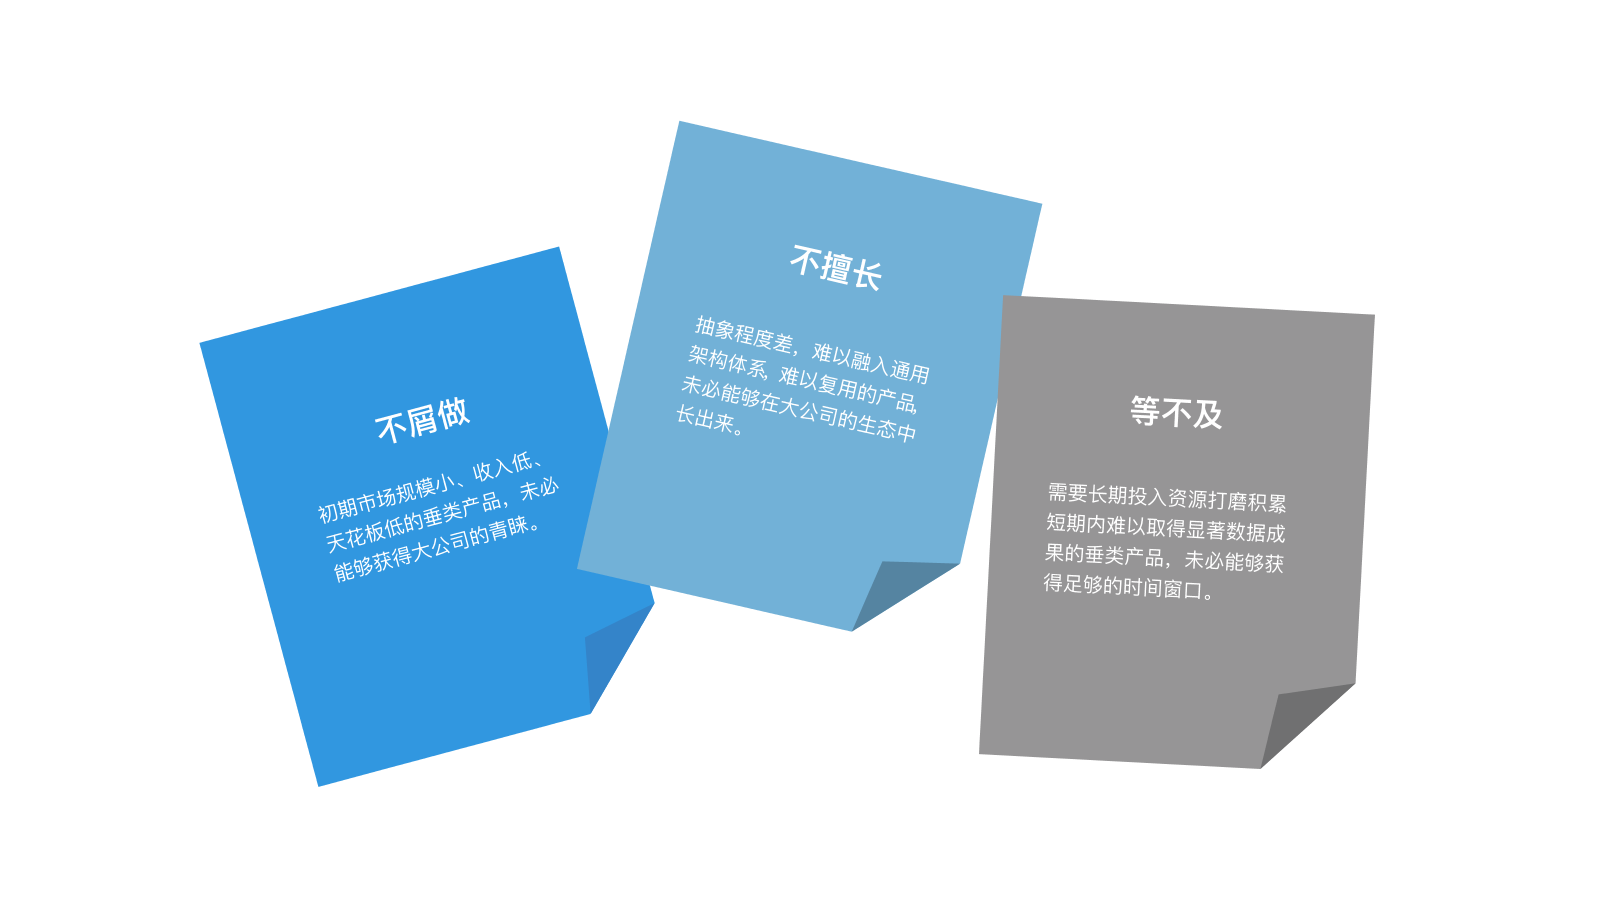 不屑做
初期市场规模小、收入低、
天花板低的垂类产品，未必
能够获得大公司的青睐。
不擅长
抽象程度差，难以融入通用
架构体系，难以复用的产品，
未必能够在大公司的生态中
长出来。
等不及
需要长期投入资源打磨积累
短期内难以取得显著数据成
果的垂类产品，未必能够获
得足够的时间窗口。